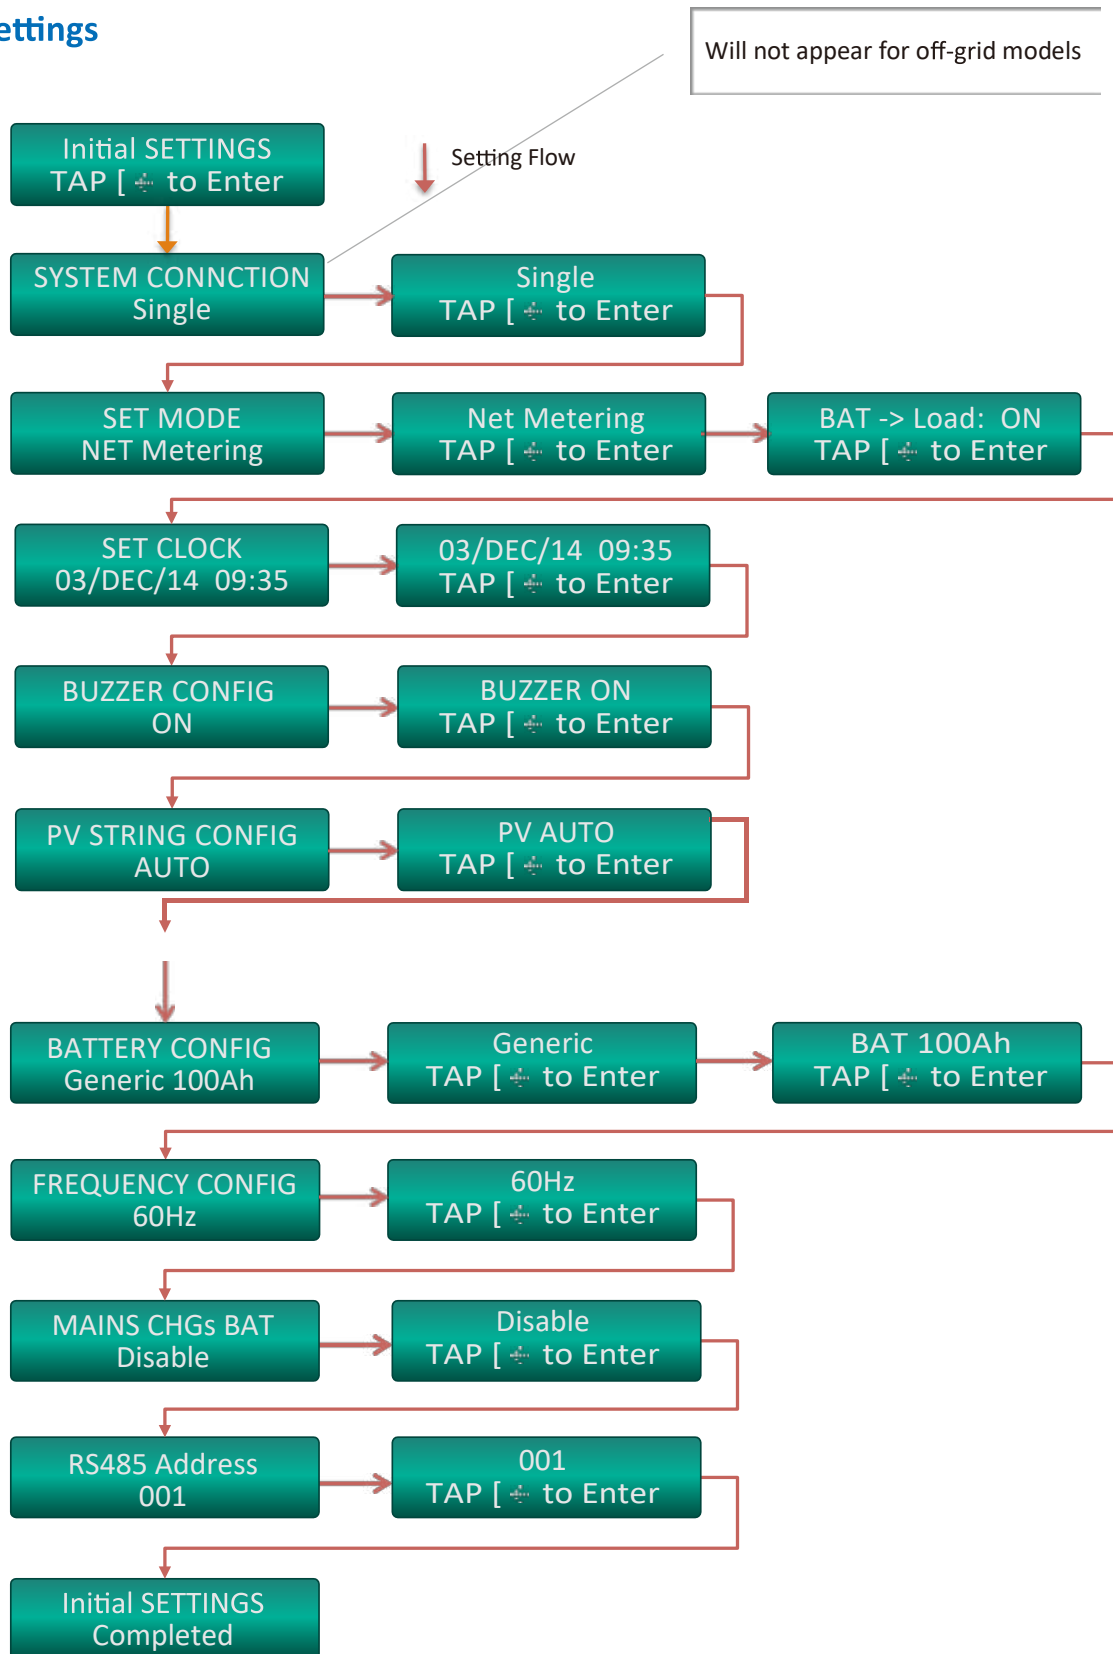 ettings
Will not appear for off-grid models
Initial SETTINGS
TAP [ to Enter
Setting Flow
SYSTEM CONNCTION
Single
Single
TAP [ to Enter
SET MODE
NET Metering
Net Metering
TAP [ to Enter
BAT -> Load: ON
TAP [ to Enter
SET CLOCK
03/DEC/14 09:35
03/DEC/14 09:35
TAP [ to Enter
BUZZER CONFIG
ON
BUZZER ON
TAP [ to Enter
PV STRING CONFIG
AUTO
PV AUTO
TAP [ to Enter
BATTERY CONFIG
Generic 100Ah
Generic
TAP [ to Enter
BAT 100Ah
TAP [ to Enter
FREQUENCY CONFIG
60Hz
60Hz
TAP [ to Enter
MAINS CHGs BAT
Disable
Disable
TAP [ to Enter
RS485 Address
001
001
TAP [ to Enter
Initial SETTINGS
Completed